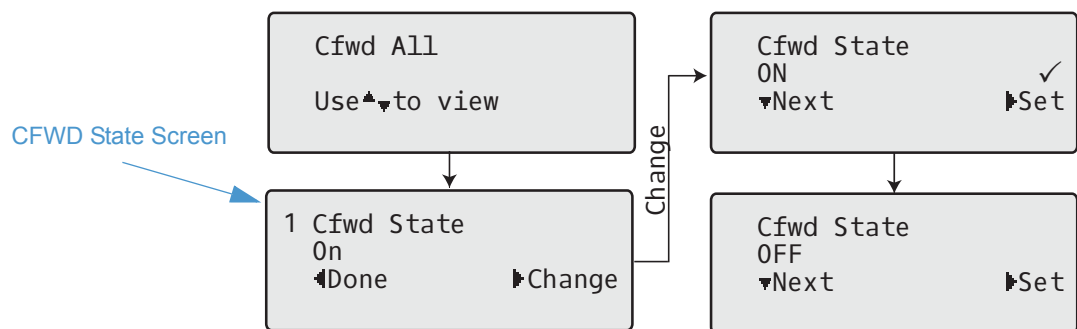 Cfwd All
Use▲▼to view
CFWD State Screen
1 Cfwd State
On
◀Done ▶Change
Change
Cfwd State
ON ✓
▼Next ▶Set
Cfwd State
OFF
▼Next ▶Set